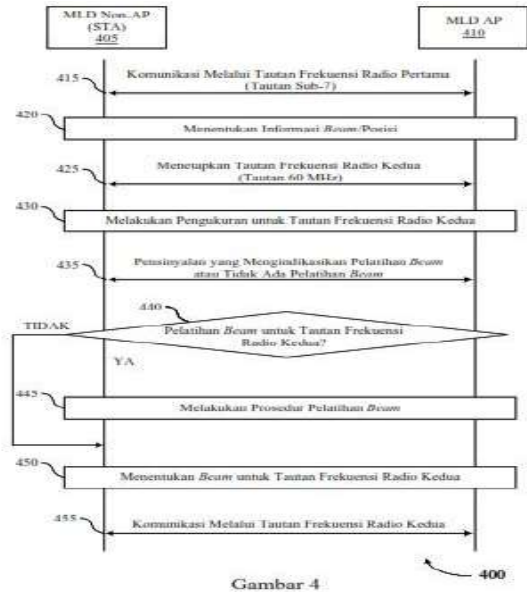 MLD Non-AP
(STA)
405
MLD AP
410
415
Komunikasi Melalui Tautan Frekuensi Radio Pertama
(Tautan Sub-7)
420
Menentukan Informasi Beam/Posisi
425
Menetapkan Tautan Frekuensi Radio Kedua
(Tautan 60 MHz)
430
Melakukan Pengukuran untuk Tautan Frekuensi Radio Kedua
435
Pensinyalan yang Mengindikasikan Pelatihan Beam
atau Tidak Ada Pelatihan Beam
440
TIDAK
Pelatihan Beam untuk Tautan Frekuensi
Radio Kedua?
YA
445
Melakukan Prosedur Pelatihan Beam
450
Menentukan Beam untuk Tautan Frekuensi Radio Kedua
455
Komunikasi Melalui Tautan Frekuensi Radio Kedua
400
Gambar 4